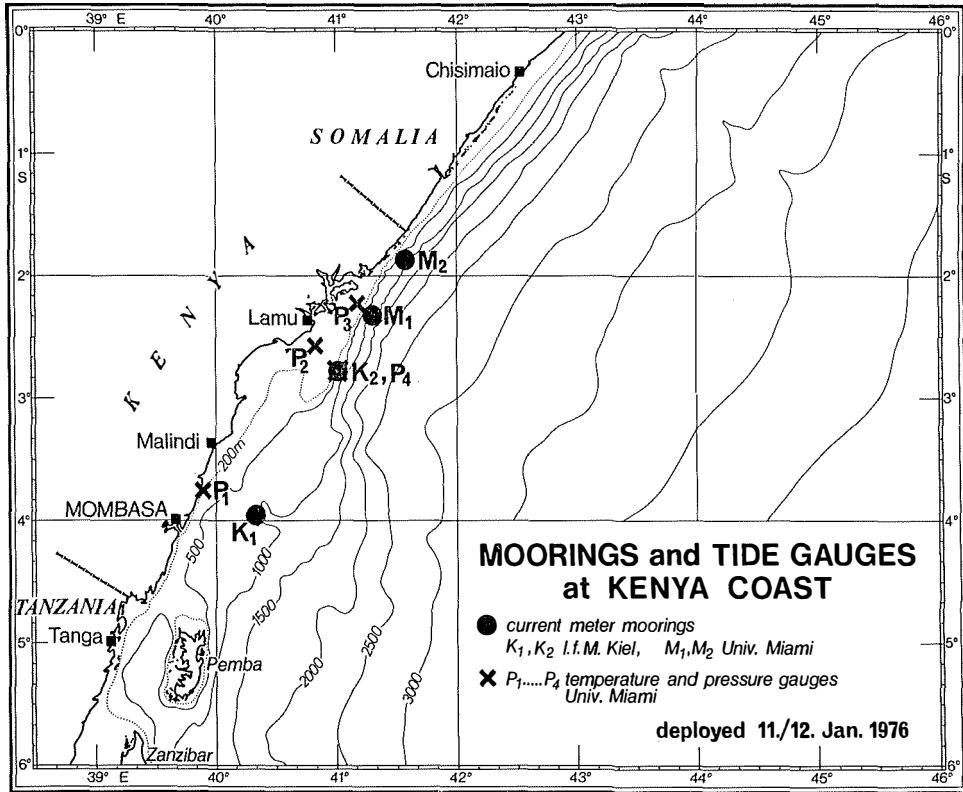 39° E 40° 41° 42° 43° 44° 45° 46°
0° 0°
Chisimaio
SOMALIA
1° 1°
S S
KENYA
M₂
2° 2°
Lamu P₃ M₁
P₂
K₂, P₄
3° 3°
Malindi
200m
P₁
MOMBASA
4° K₁ 4°
500
1000
1500
2000
2500
3000
MOORINGS and TIDE GAUGES
at KENYA COAST
current meter moorings
K₁, K₂ I.f.M. Kiel, M₁, M₂ Univ. Miami
P₁.....P₄ temperature and pressure gauges
Univ. Miami
deployed 11./12. Jan. 1976
TANZANIA
Tanga
5° 5°
Pemba
Zanzibar
6° 6°
39° E 40° 41° 42° 43° 44° 45° 46°